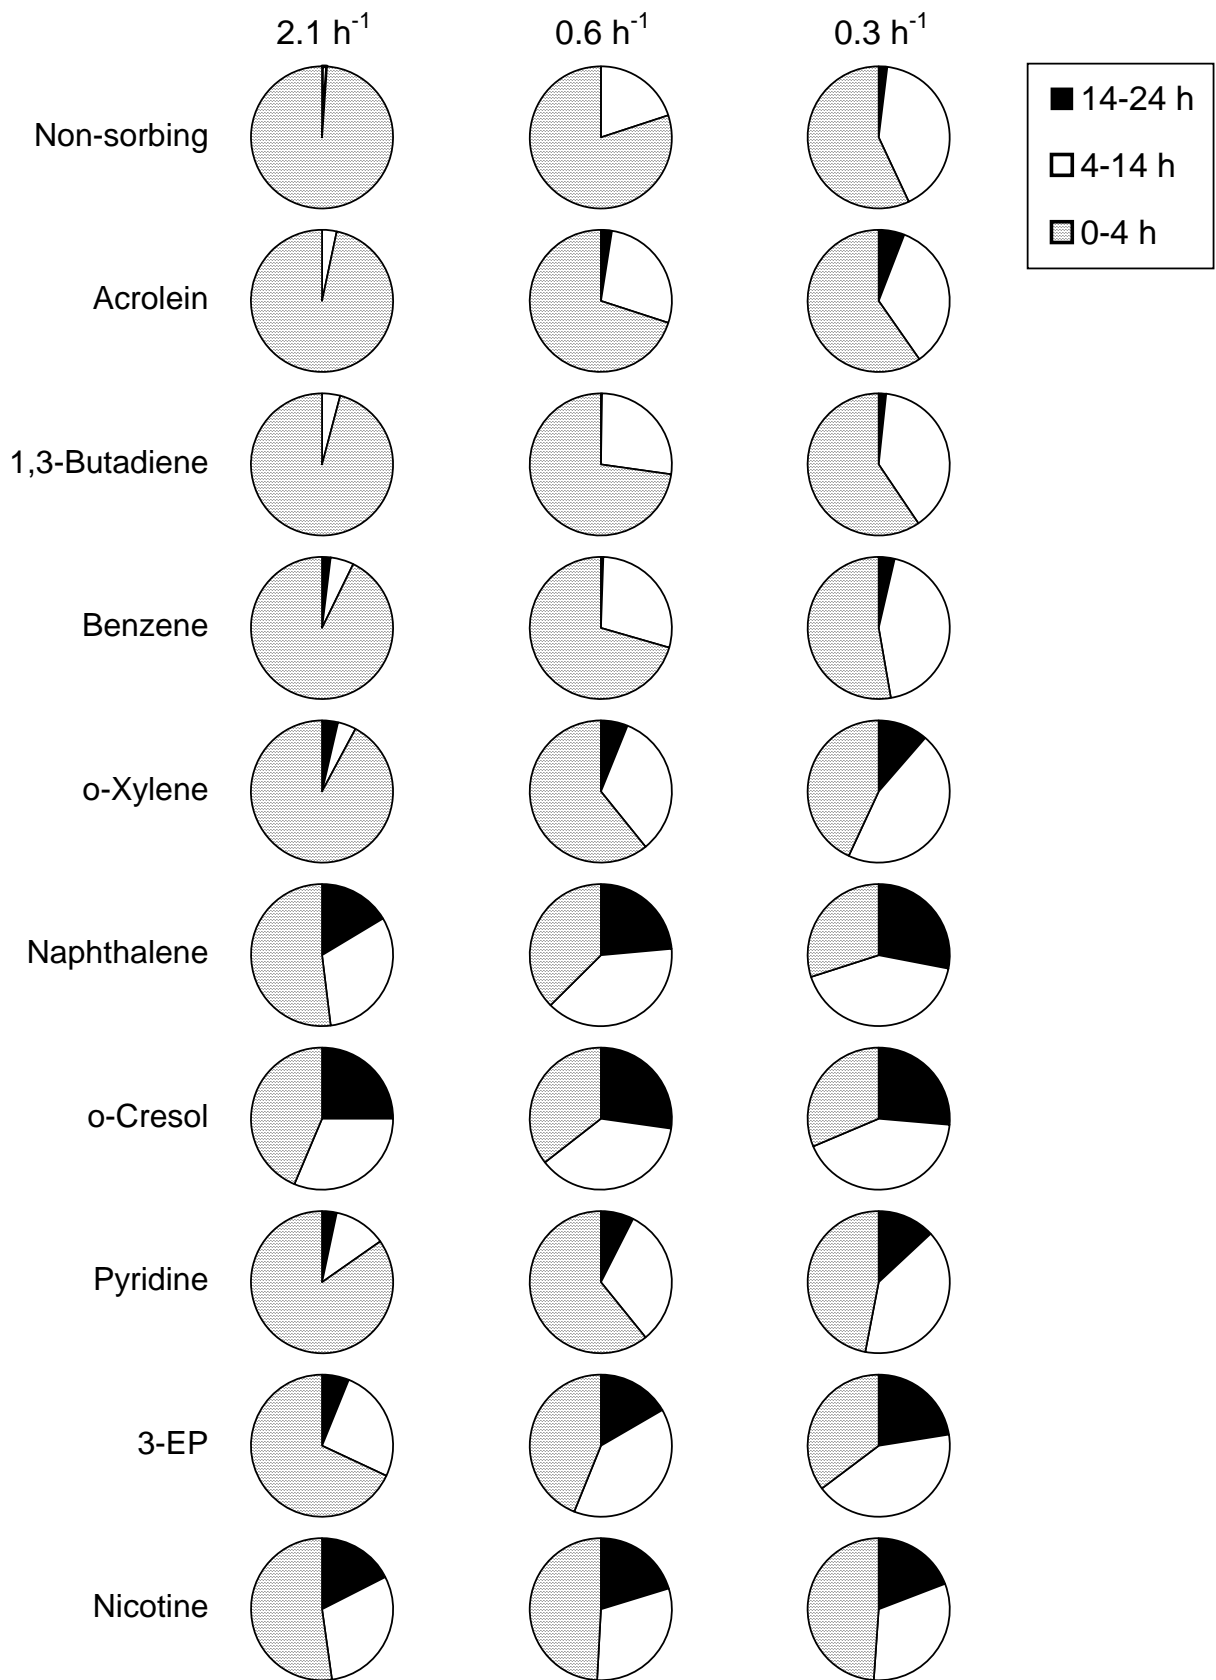 2.1 h⁻¹ 0.6 h⁻¹ 0.3 h⁻¹
14-24 h
4-14 h
0-4 h
Non-sorbing
Acrolein
1,3-Butadiene
Benzene
o-Xylene
Naphthalene
o-Cresol
Pyridine
3-EP
Nicotine